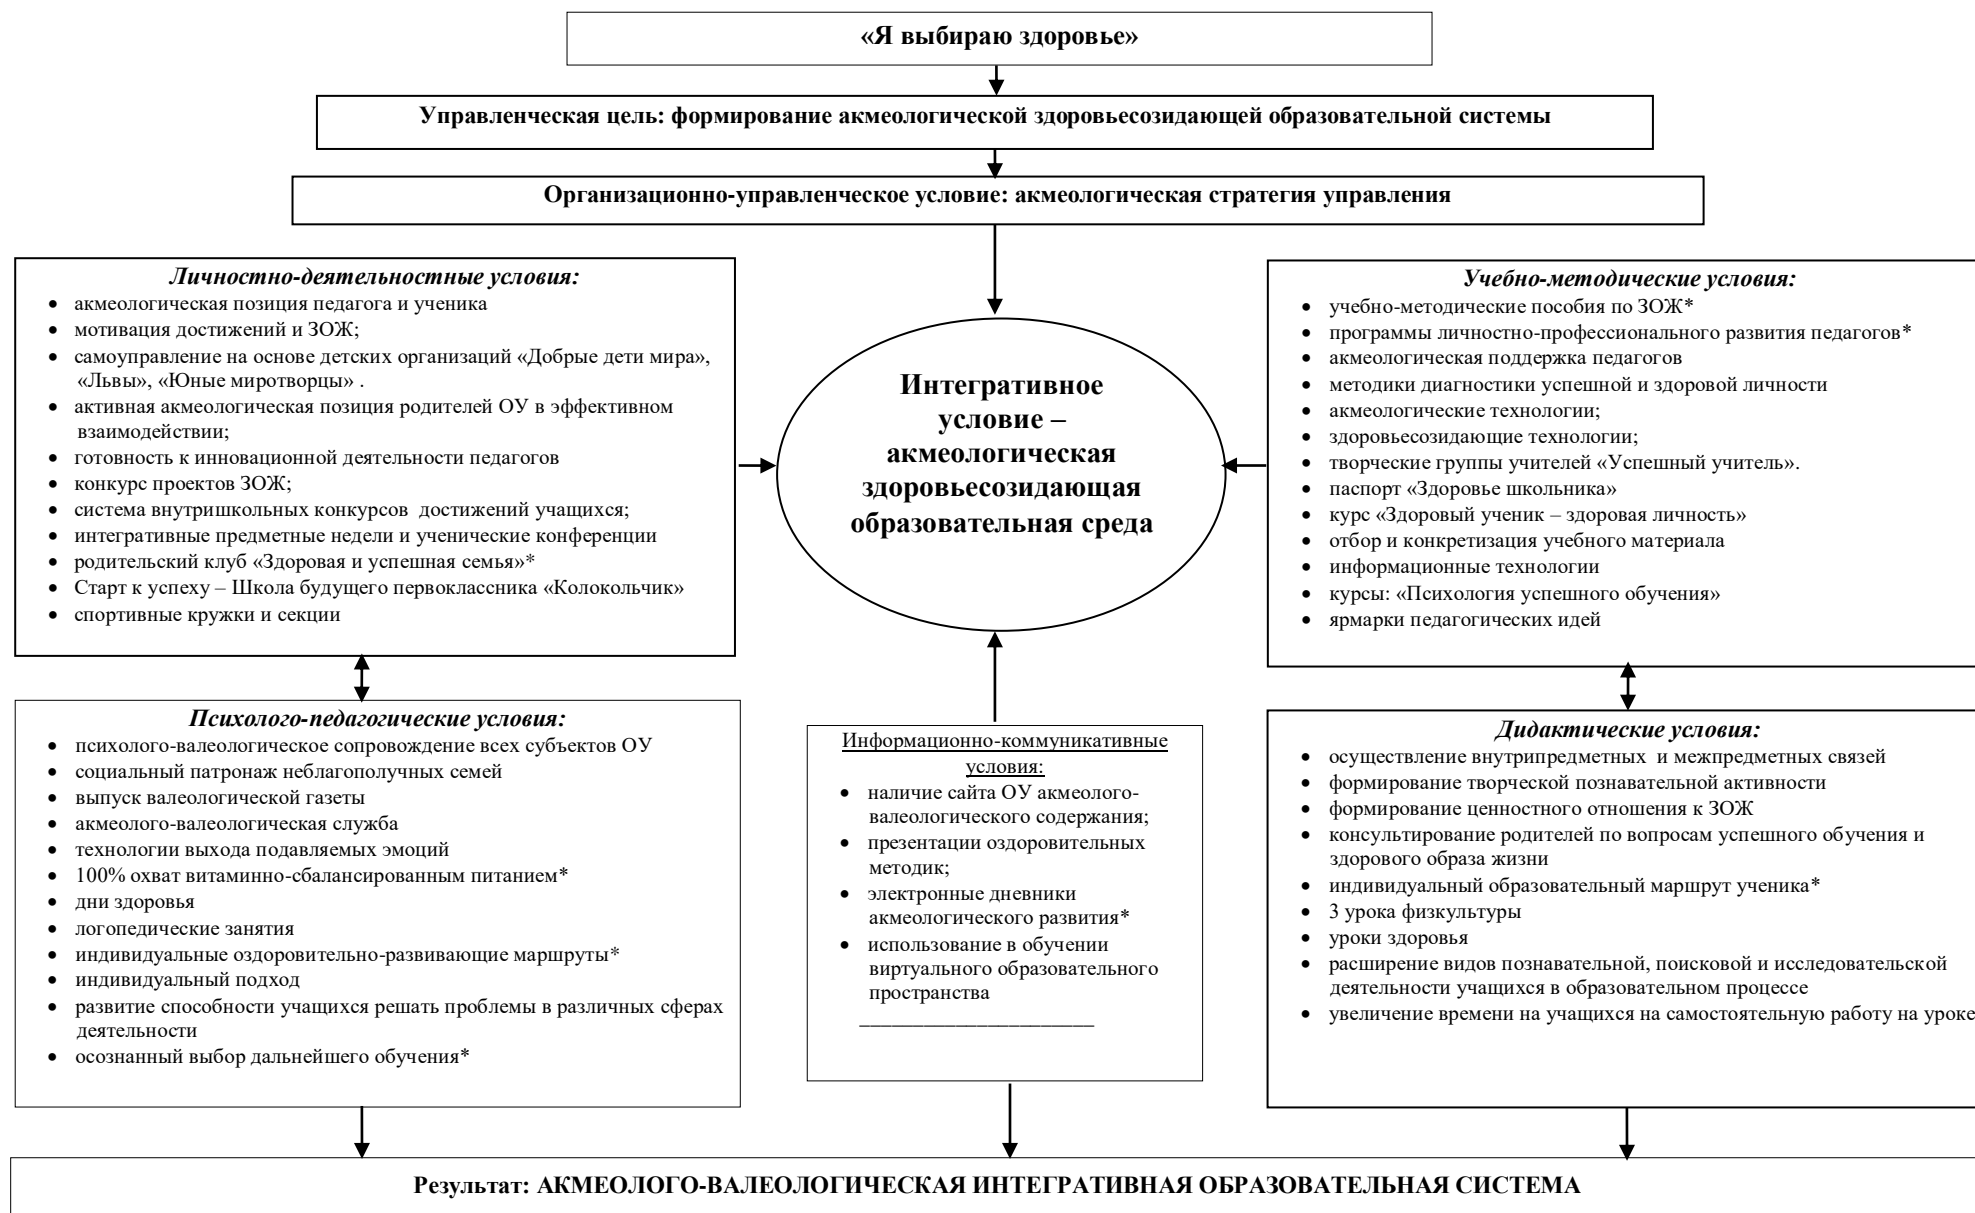 «Я выбираю здоровье»
Управленческая цель: формирование акмеологической здоровьесозидающей образовательной системы
Организационно-управленческое условие: акмеологическая стратегия управления
Личностно-деятельностные условия:
• акмеологическая позиция педагога и ученика
• мотивация достижений и ЗОЖ;
• самоуправление на основе детских организаций «Добрые дети мира»,
«Львы», «Юные миротворцы» .
• активная акмеологическая позиция родителей ОУ в эффективном
взаимодействии;
• готовность к инновационной деятельности педагогов
• конкурс проектов ЗОЖ;
• система внутришкольных конкурсов достижений учащихся;
• интегративные предметные недели и ученические конференции
• родительский клуб «Здоровая и успешная семья»*
• Старт к успеху – Школа будущего первоклассника «Колокольчик»
• спортивные кружки и секции
Интегративное
условие –
акмеологическая
здоровьесозидающая
образовательная среда
Учебно-методические условия:
• учебно-методические пособия по ЗОЖ*
• программы личностно-профессионального развития педагогов*
• акмеологическая поддержка педагогов
• методики диагностики успешной и здоровой личности
• акмеологические технологии;
• здоровьесозидающие технологии;
• творческие группы учителей «Успешный учитель».
• паспорт «Здоровье школьника»
• курс «Здоровый ученик – здоровая личность»
• отбор и конкретизация учебного материала
• информационные технологии
• курсы: «Психология успешного обучения»
• ярмарки педагогических идей
Психолого-педагогические условия:
• психолого-валеологическое сопровождение всех субъектов ОУ
• социальный патронаж неблагополучных семей
• выпуск валеологической газеты
• акмеолого-валеологическая служба
• технологии выхода подавляемых эмоций
• 100% охват витаминно-сбалансированным питанием*
• дни здоровья
• логопедические занятия
• индивидуальные оздоровительно-развивающие маршруты*
• индивидуальный подход
• развитие способности учащихся решать проблемы в различных сферах
деятельности
• осознанный выбор дальнейшего обучения*
Информационно-коммуникативные
условия:
• наличие сайта ОУ акмеолого-
валеологического содержания;
• презентации оздоровительных
методик;
• электронные дневники
акмеологического развития*
• использование в обучении
виртуального образовательного
пространства
Дидактические условия:
• осуществление внутрипредметных и межпредметных связей
• формирование творческой познавательной активности
• формирование ценностного отношения к ЗОЖ
• консультирование родителей по вопросам успешного обучения и
здорового образа жизни
• индивидуальный образовательный маршрут ученика*
• 3 урока физкультуры
• уроки здоровья
• расширение видов познавательной, поисковой и исследовательской
деятельности учащихся в образовательном процессе
• увеличение времени на учащихся на самостоятельную работу на уроке
Результат: АКМЕОЛОГО-ВАЛЕОЛОГИЧЕСКАЯ ИНТЕГРАТИВНАЯ ОБРАЗОВАТЕЛЬНАЯ СИСТЕМА